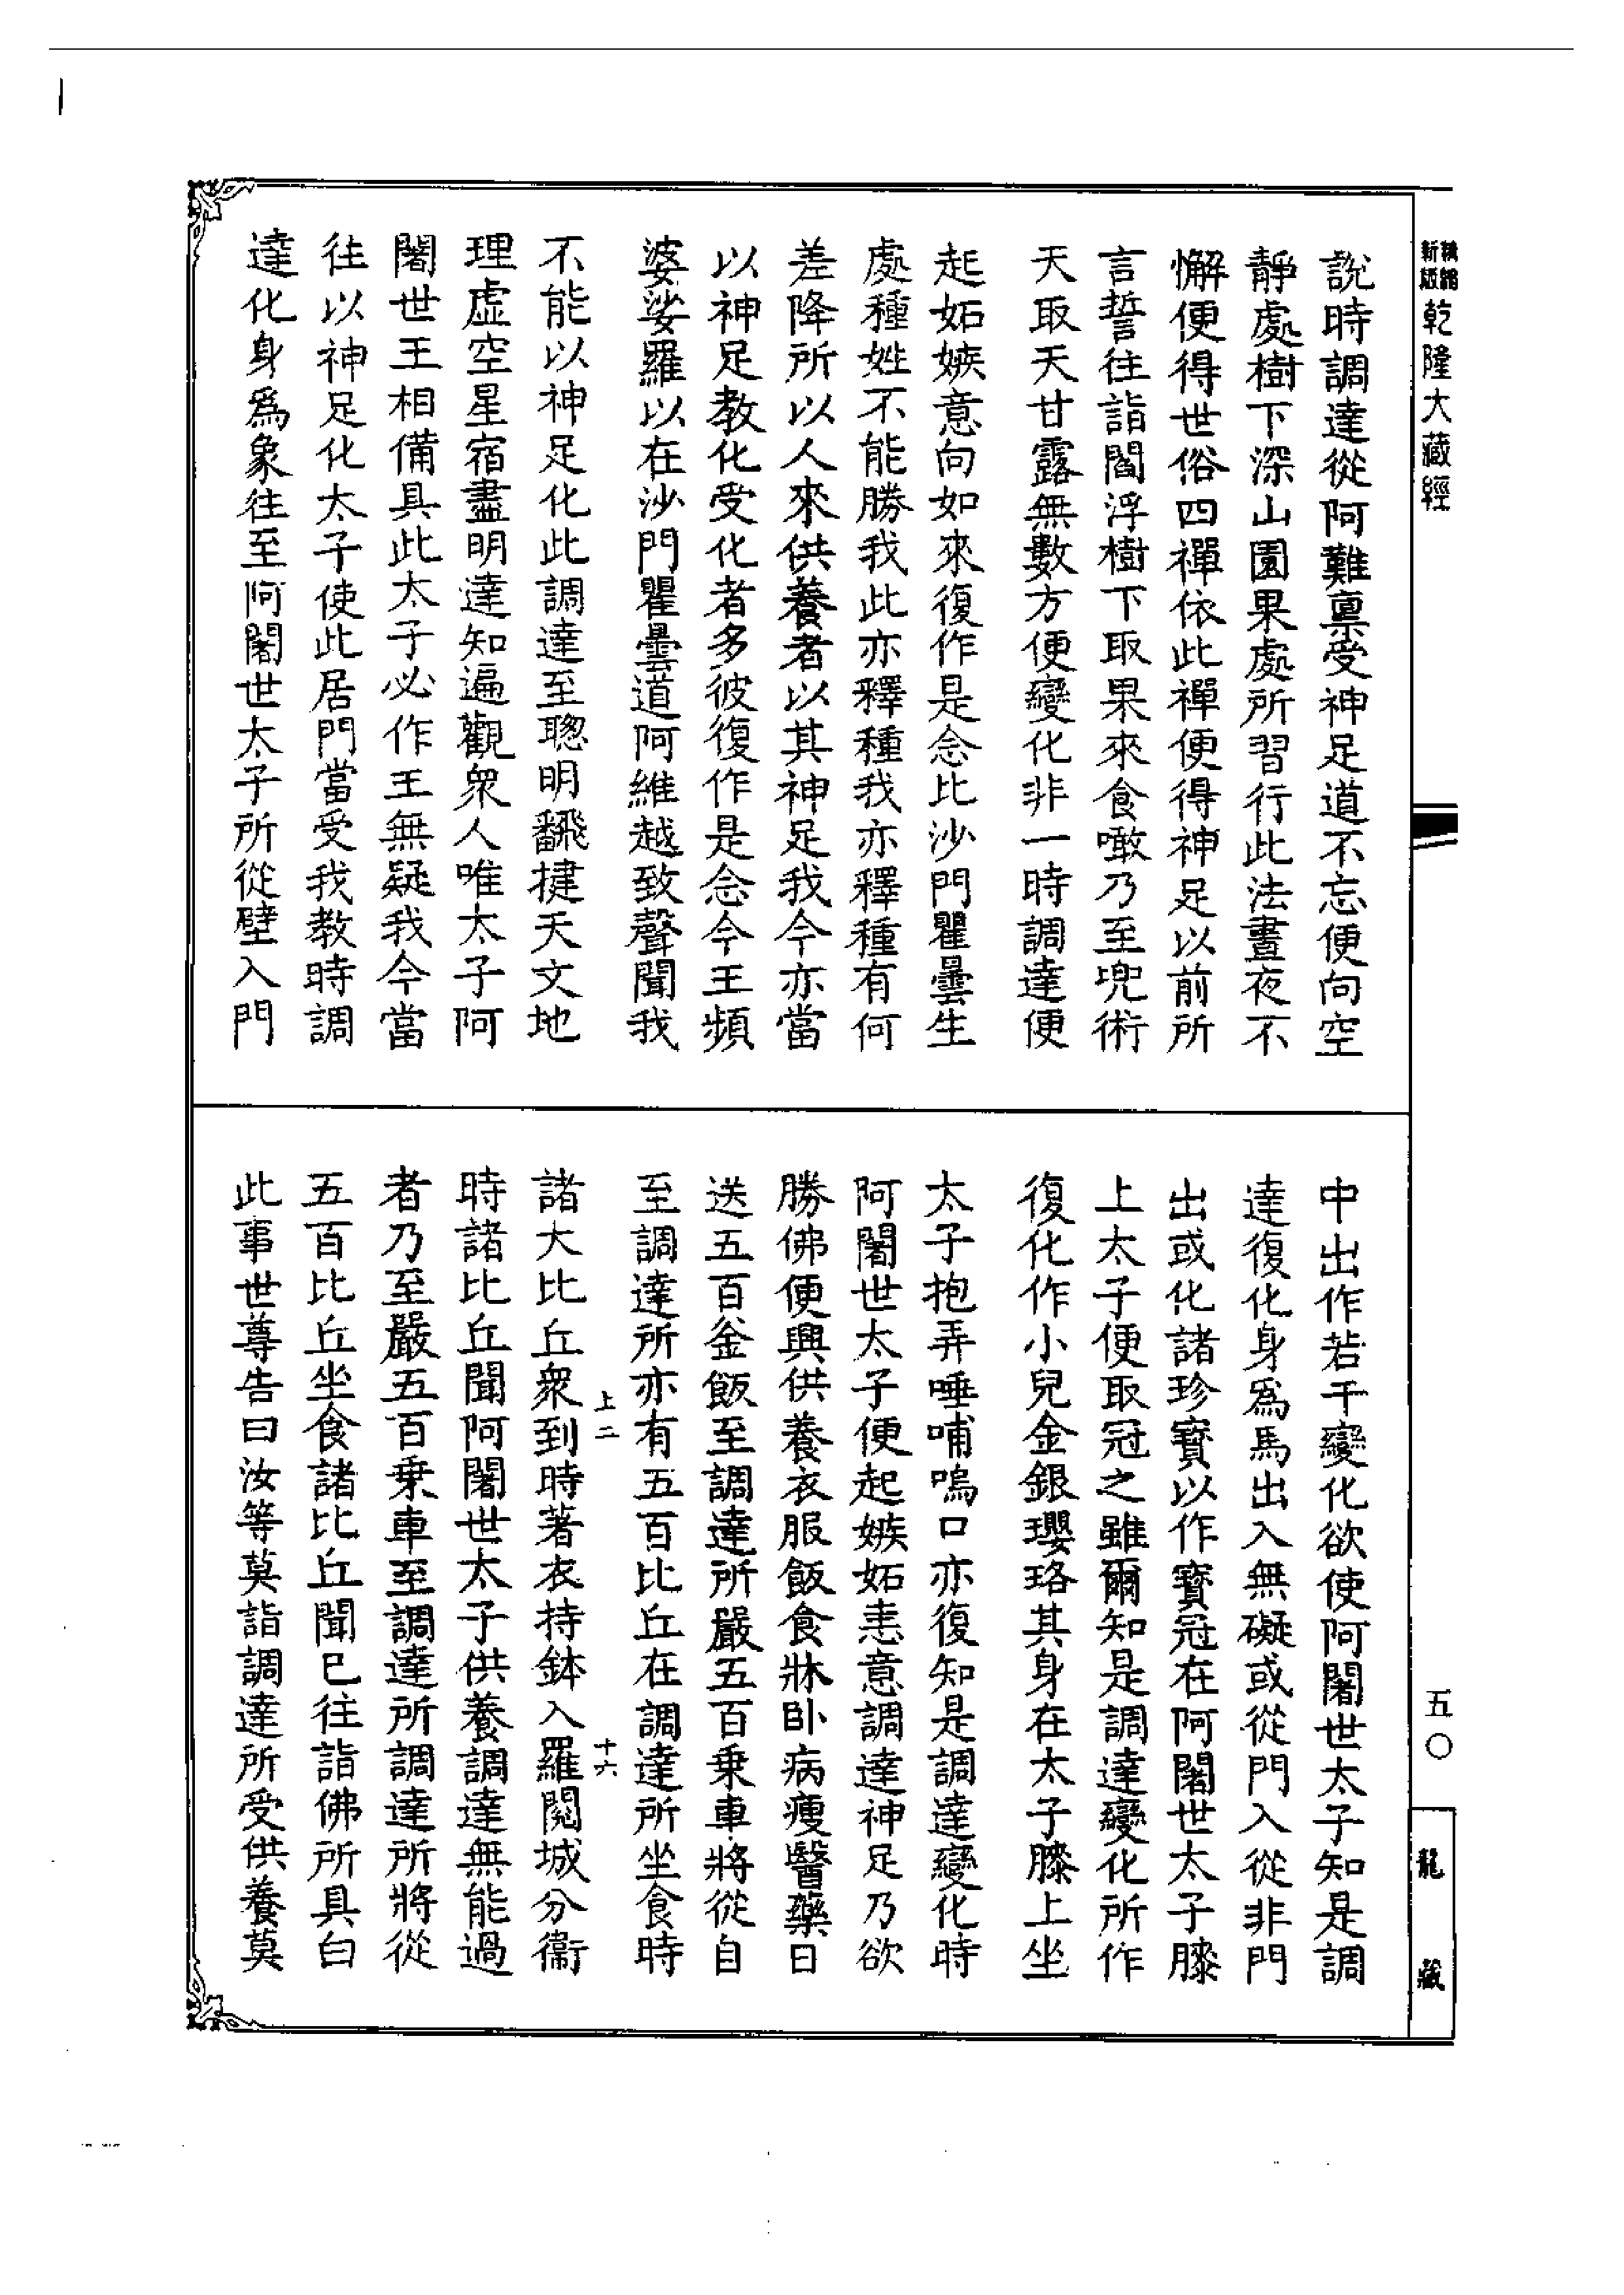 新版 精縮 乾隆大藏經
說時調達從阿難禀受神足道不忘便向空
靜處樹下深山園果處所習行此法晝夜不
懈便得世俗四禪依此禪便得神足以前所
言誓往詣閻浮樹下取果來食噉乃至兜術
天取天甘露無數方便變化非一時調達便
起妬嫉意向如來復作是念比沙門瞿曇生
處種姓不能勝我此亦釋種我亦釋種有何
差降所以人來供養者以其神足我今亦當
以神足教化受化者多彼復作是念今王頻
婆娑羅以在沙門瞿曇道阿維越致聲聞我
不能以神足化此調達至聰明飜揵天文地
理虛空星宿盡明達知遍觀衆人唯太子阿
闍世王相備具此太子必作王無疑我今當
往以神足化太子使此居門當受我教時調
達化身爲象往至阿闍世太子所從壁入門
中出作若干變化欲使阿闍世太子知是調
達復化身爲馬出入無礙或從門入從非門
出或化諸珍寶以作寶冠在阿闍世太子膝
上太子便取冠之雖爾知是調達變化所作
復化作小兒金銀瓔珞其身在太子膝上坐
太子抱弄唾哺嗚口亦復知是調達變化時
阿闍世太子便起嫉妬恚意調達神足乃欲
勝佛便興供養衣服飯食牀卧病瘦醫藥日
送五百釜飯至調達所嚴五百乘車將從自
至調達所亦有五百比丘在調達所坐食時
上二 十六
諸大比丘衆到時著衣持鉢入羅閱城分衞
時諸比丘聞阿闍世太子供養調達無能過
者乃至嚴五百乘車至調達所調達所將從
五百比丘坐食諸比丘聞已往詣佛所具白
此事世尊告曰汝等莫詣調達所受供養莫
五〇
龍藏